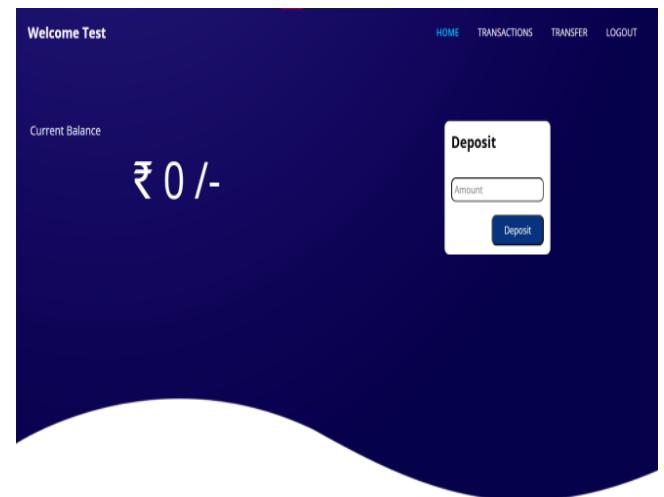 Welcome Test
HOME TRANSACTIONS TRANSFER LOGOUT
Current Balance
₹ 0 /-
Deposit
Amount
Deposit